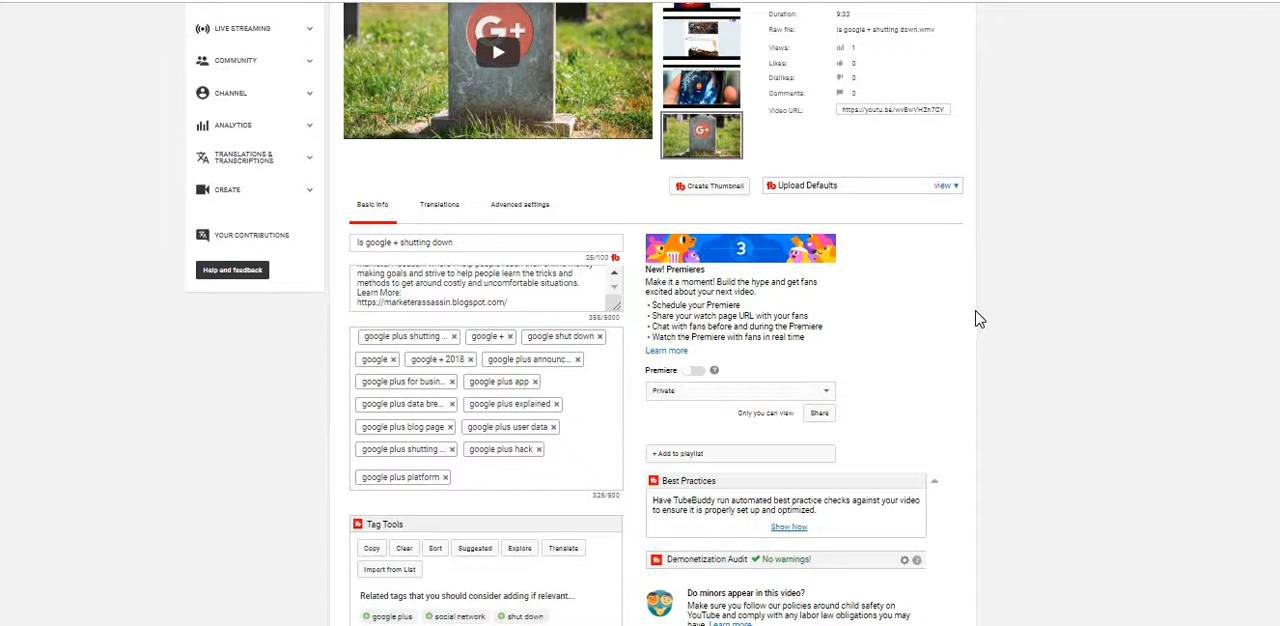 LIVE STREAMING
COMMUNITY
CHANNEL
ANALYTICS
TRANSLATIONS &
TRANSCRIPTIONS
CREATE
YOUR CONTRIBUTIONS
Help and feedback
G+
G+
Duration: 9:33
Raw file: Is google + shutting down.wmv
Views: 1
Likes: 0
Dislikes: 0
Comments: 0
Video URL:
Create Thumbnail
Upload Defaults view
Basic info Translations Advanced settings
Is google + shutting down
25/100
making goals and strive to help people learn the tricks and
methods to get around costly and uncomfortable situations.
Learn More:
https://marketerassassin.blogspot.com/
358/5000
google plus shutting ... × google + × google shut down ×
google × google + 2018 × google plus announc... ×
google plus for busin... × google plus app ×
google plus data bre... × google plus explained ×
google plus blog page × google plus user data ×
google plus shutting ... × google plus hack ×
google plus platform ×
325/500
Tag Tools
Copy Clear Sort Suggested Explore Translate
Import from List
Related tags that you should consider adding if relevant...
google plus social network shut down
3
New! Premieres
Make it a moment! Build the hype and get fans
excited about your next video.
• Schedule your Premiere
• Share your watch page URL with your fans
• Chat with fans before and during the Premiere
• Watch the Premiere with fans in real time
Learn more
Premiere ?
Private
Only you can view Share
+ Add to playlist
Best Practices
Have TubeBuddy run automated best practice checks against your video
to ensure it is properly set up and optimized.
Show Now
Demonetization Audit ✔ No warnings!
Do minors appear in this video?
Make sure you follow our policies around child safety on
YouTube and comply with any labor law obligations you may
have. Learn more